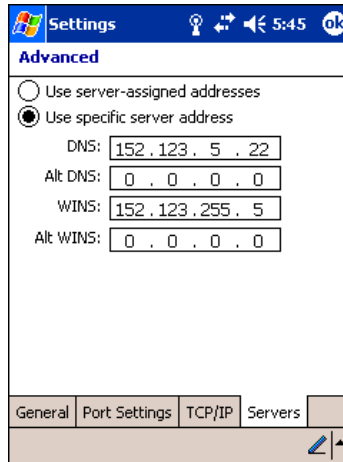 Settings 5:45 ok
Advanced
Use server-assigned addresses
Use specific server address
DNS: 152 . 123 . 5 . 22
Alt DNS: 0 . 0 . 0 . 0
WINS: 152 . 123 . 255 . 5
Alt WINS: 0 . 0 . 0 . 0
General Port Settings TCP/IP Servers